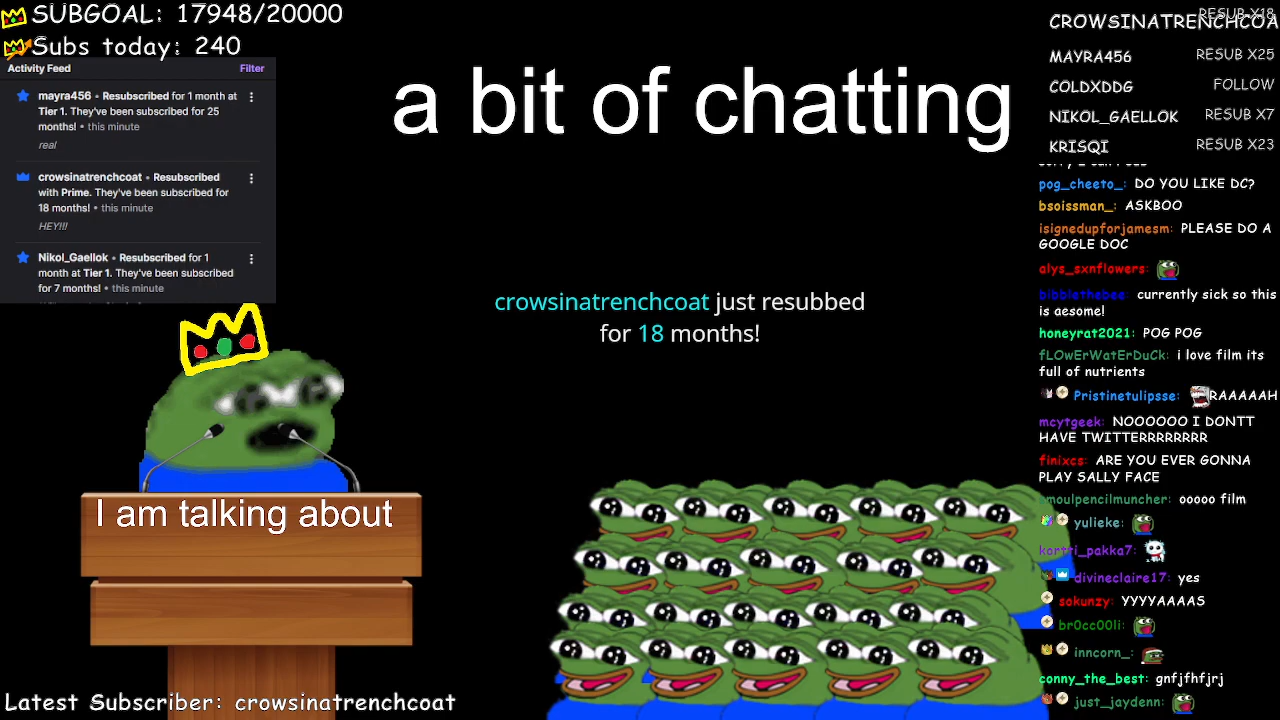 SUBGOAL: 17948/20000
Subs today: 240
Activity Feed
Filter
mayra456 • Resubscribed for 1 month at
Tier 1. They've been subscribed for 25
months! • this minute
real
crowsinatrenchcoat • Resubscribed
with Prime. They've been subscribed for
18 months! • this minute
HEY!!!
Nikol_Gaellok • Resubscribed for 1
month at Tier 1. They've been subscribed
for 7 months! • this minute
a bit of chatting
crowsinatrenchcoat just resubbed
for 18 months!
I am talking about
Latest Subscriber: crowsinatrenchcoat
CROWSINATRENCHCOA RESUB X18
MAYRA456 RESUB X25
COLDXDDG FOLLOW
NIKOL_GAELLOK RESUB X7
KRISQI RESUB X23
pog_cheeto_: DO YOU LIKE DC?
bsoissman_: ASKBOO
isignedupforjamesm: PLEASE DO A
GOOGLE DOC
alys_sxnflowers:
bibblethebee: currently sick so this
is aesome!
honeyrat2021: POG POG
fLOwErWatErDuCk: i love film its
full of nutrients
Pristinetulipsse: RAAAAAH
mcytgeek: NOOOOOO I DONTT
HAVE TWITTERRRRRRRR
finixcs: ARE YOU EVER GONNA
PLAY SALLY FACE
smoulpencilmuncher: ooooo film
yulieke:
kortti_pakka7:
divineclaire17: yes
sokunzy: YYYYAAAAS
br0cc00li:
inncorn_:
conny_the_best: gnfjfhfjrj
just_jaydenn: